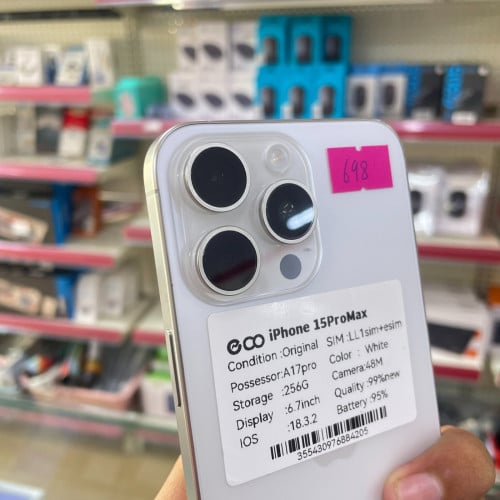 698
iPhone 15ProMax
Condition :Original SIM :LL1sim+esim
Possessor:A17pro Color : White
Storage :256G Camera:48M
Display :6.7inch Quality :99%new
IOS :18.3.2 Battery :95%
355430976884205